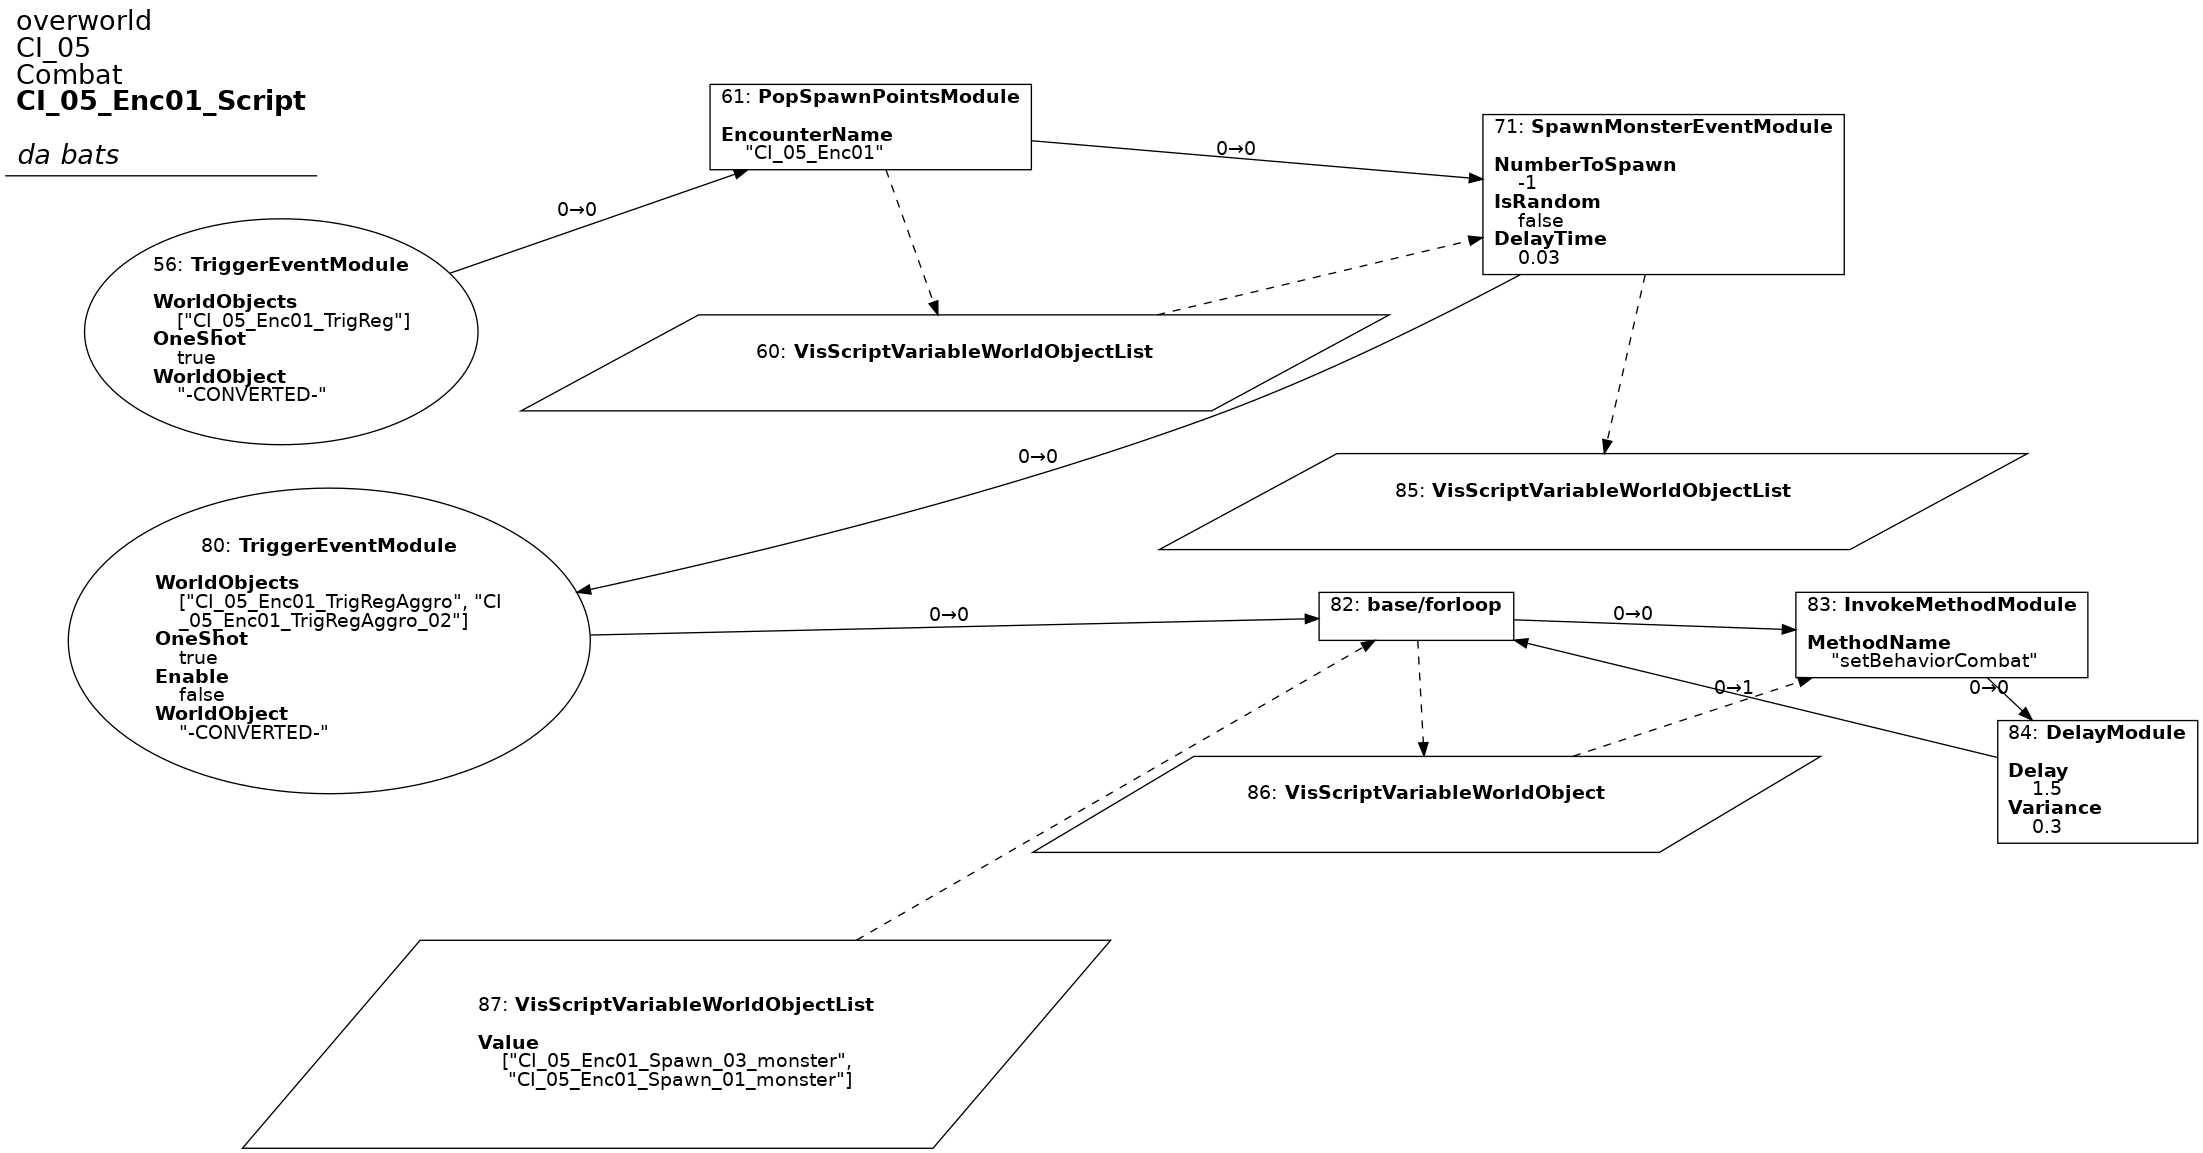 overworld
CI_05
Combat
CI_05_Enc01_Script
da bats
61: PopSpawnPointsModule
EncounterName
"CI_05_Enc01"
0→0
71: SpawnMonsterEventModule
NumberToSpawn
-1
IsRandom
false
DelayTime
0.03
0→0
56: TriggerEventModule
WorldObjects
["CI_05_Enc01_TrigReg"]
OneShot
true
WorldObject
"-CONVERTED-"
60: VisScriptVariableWorldObjectList
0→0
85: VisScriptVariableWorldObjectList
80: TriggerEventModule
WorldObjects
["CI_05_Enc01_TrigRegAggro", "CI
_05_Enc01_TrigRegAggro_02"]
OneShot
true
Enable
false
WorldObject
"-CONVERTED-"
0→0
82: base/forloop
0→0
83: InvokeMethodModule
MethodName
"setBehaviorCombat"
0→1
0→0
84: DelayModule
Delay
1.5
Variance
0.3
86: VisScriptVariableWorldObject
87: VisScriptVariableWorldObjectList
Value
["CI_05_Enc01_Spawn_03_monster",
"CI_05_Enc01_Spawn_01_monster"]